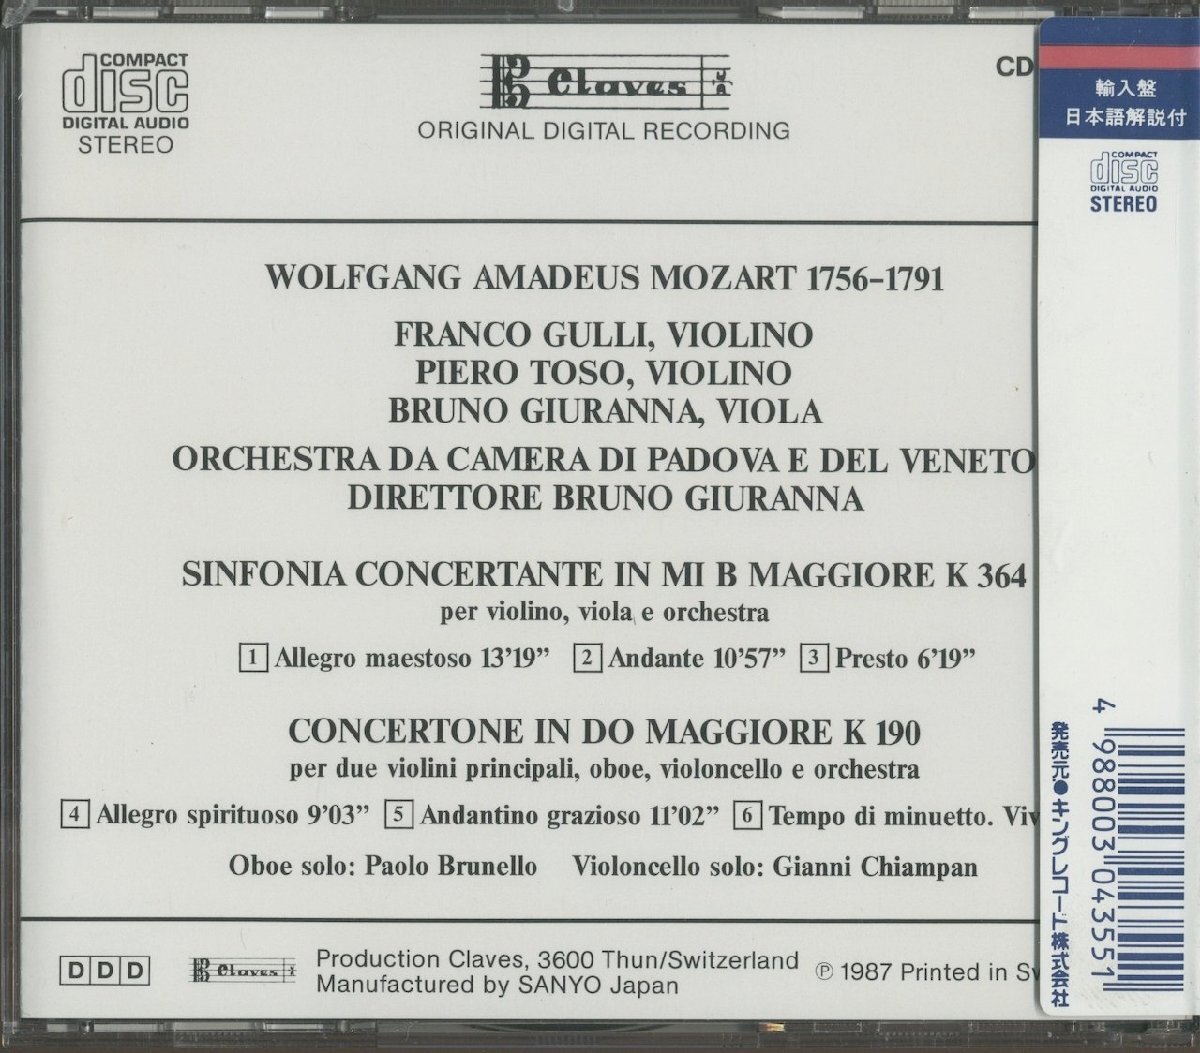 COMPACT
disc
DIGITAL AUDIO
STEREO
Claves
ORIGINAL DIGITAL RECORDING
CD
WOLFGANG AMADEUS MOZART 1756–1791
FRANCO GULLI, VIOLINO
PIERO TOSO, VIOLINO
BRUNO GIURANNA, VIOLA
ORCHESTRA DA CAMERA DI PADOVA E DEL VENETO
DIRETTORE BRUNO GIURANNA
SINFONIA CONCERTANTE IN MI B MAGGIORE K 364
per violino, viola e orchestra
1 Allegro maestoso 13’19” 2 Andante 10’57” 3 Presto 6’19”
CONCERTONE IN DO MAGGIORE K 190
per due violini principali, oboe, violoncello e orchestra
4 Allegro spirituoso 9’03” 5 Andantino grazioso 11’02” 6 Tempo di minuetto.
Oboe solo: Paolo Brunello Violoncello solo: Gianni Chiampan
DDD
Claves
Production Claves, 3600 Thun/Switzerland
Manufactured by SANYO Japan
℗ 1987 Printed in
輸入盤
日本語解説付
COMPACT
disc
DIGITAL AUDIO
STEREO
発売元●キングレコード株式会社
4 988003 043551